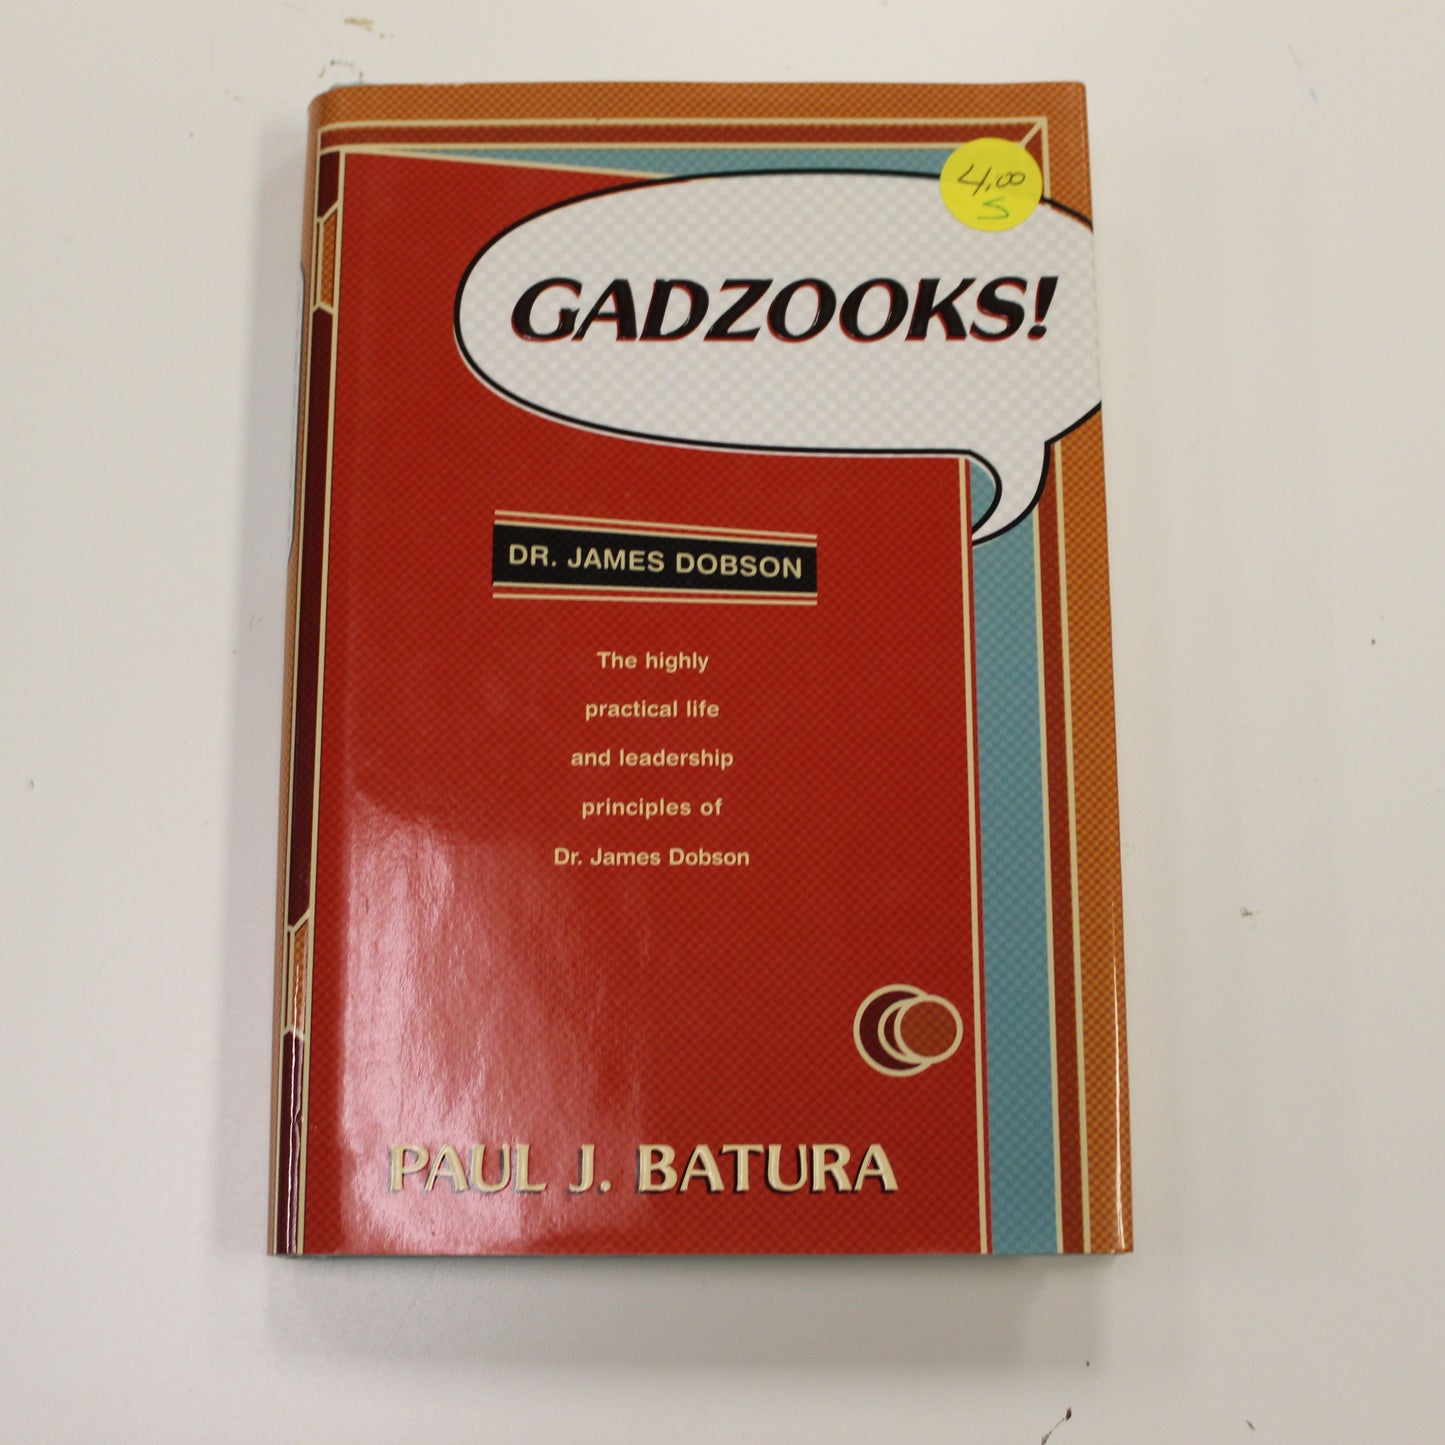 4.00
S
GADZOOKS!
DR. JAMES DOBSON
The highly
practical life
and leadership
principles of
Dr. James Dobson
PAUL J. BATURA